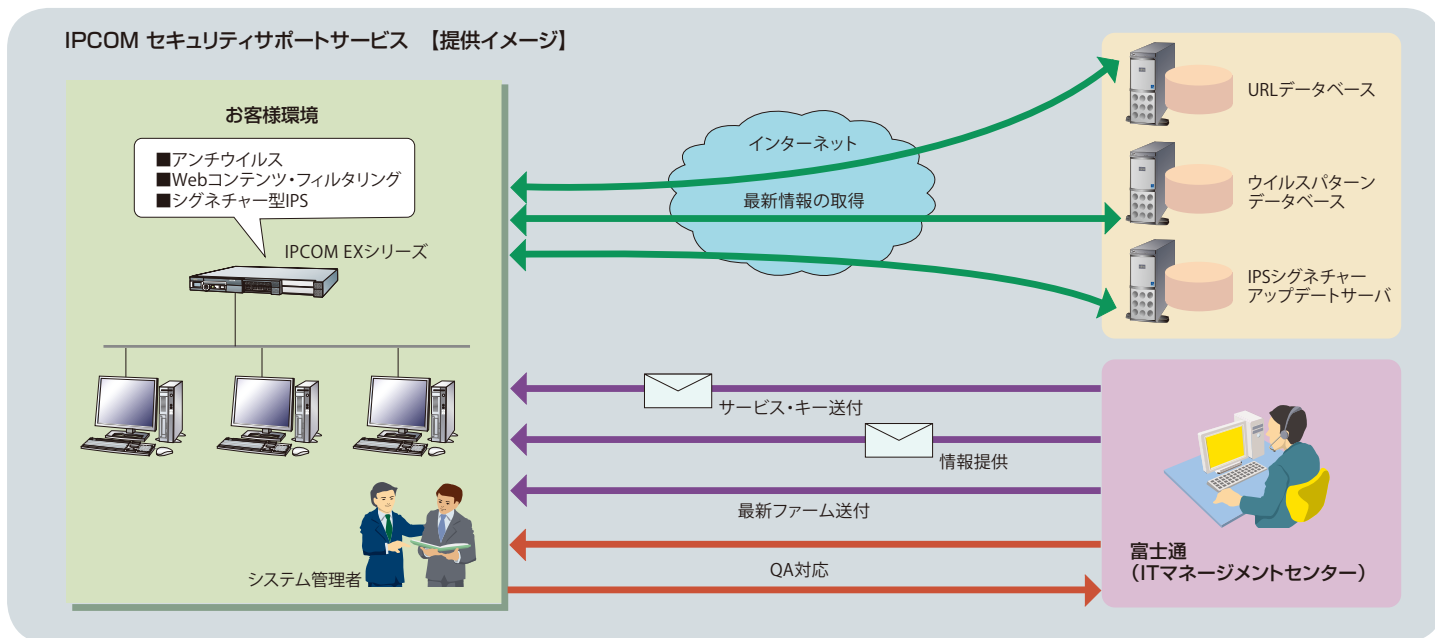 IPCOM セキュリティサポートサービス 【提供イメージ】
お客様環境
■アンチウイルス
■Webコンテンツ・フィルタリング
■シグネチャー型IPS
IPCOM EXシリーズ
システム管理者
インターネット
最新情報の取得
URLデータベース
ウイルスパターン
データベース
IPSシグネチャー
アップデートサーバ
サービス・キー送付
情報提供
最新ファーム送付
QA対応
富士通
（ITマネージメントセンター）